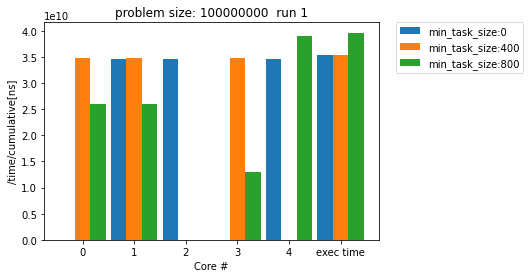 problem size: 100000000  run 1
1e10
4.0
3.5
3.0
2.5
2.0
1.5
1.0
0.5
0.0
/time/cumulative[ns]
0 1 2 3 4 exec time
Core #
min_task_size:0
min_task_size:400
min_task_size:800